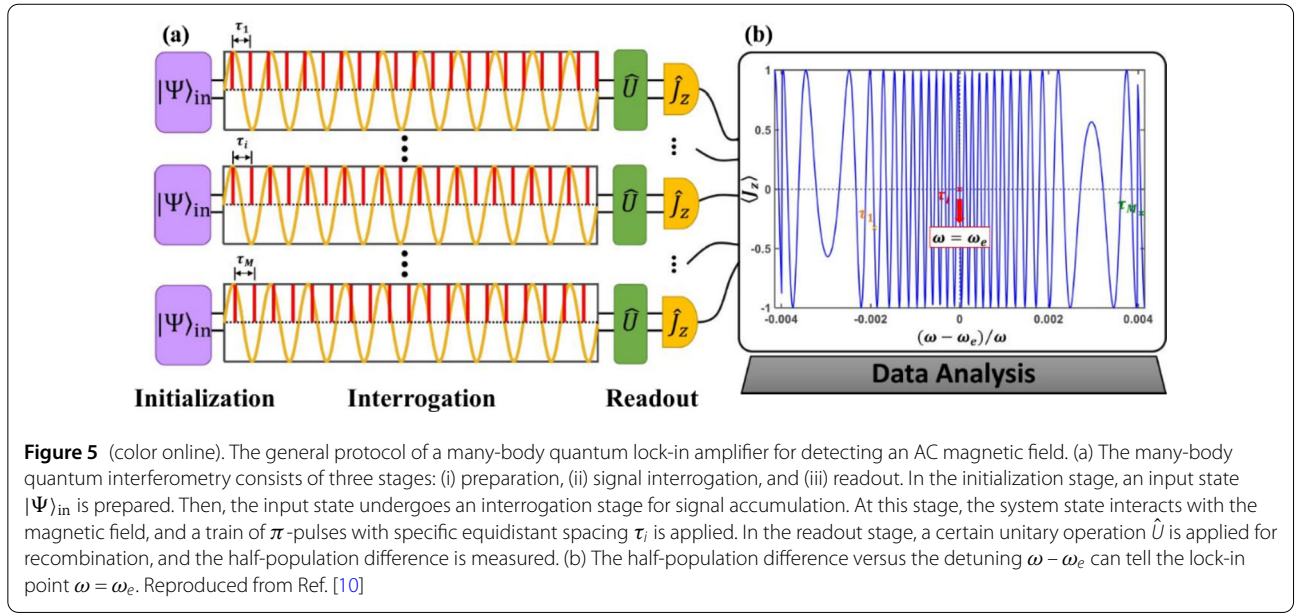 (a)
τ1
|Ψ⟩in
Û
Ĵz
τi
|Ψ⟩in
Û
Ĵz
τM
|Ψ⟩in
Û
Ĵz
Initialization
Interrogation
Readout
(b)
1
0.5
0
-0.5
-1
⟨Jz⟩
τ1
τi
τM
ω = ωe
-0.004
-0.002
0
0.002
0.004
(ω − ωe)/ω
Data Analysis
Figure 5 (color online). The general protocol of a many-body quantum lock-in amplifier for detecting an AC magnetic field. (a) The many-body
quantum interferometry consists of three stages: (i) preparation, (ii) signal interrogation, and (iii) readout. In the initialization stage, an input state
|Ψ⟩in is prepared. Then, the input state undergoes an interrogation stage for signal accumulation. At this stage, the system state interacts with the
magnetic field, and a train of π-pulses with specific equidistant spacing τi is applied. In the readout stage, a certain unitary operation Û is applied for
recombination, and the half-population difference is measured. (b) The half-population difference versus the detuning ω – ωe can tell the lock-in
point ω = ωe. Reproduced from Ref. [10]